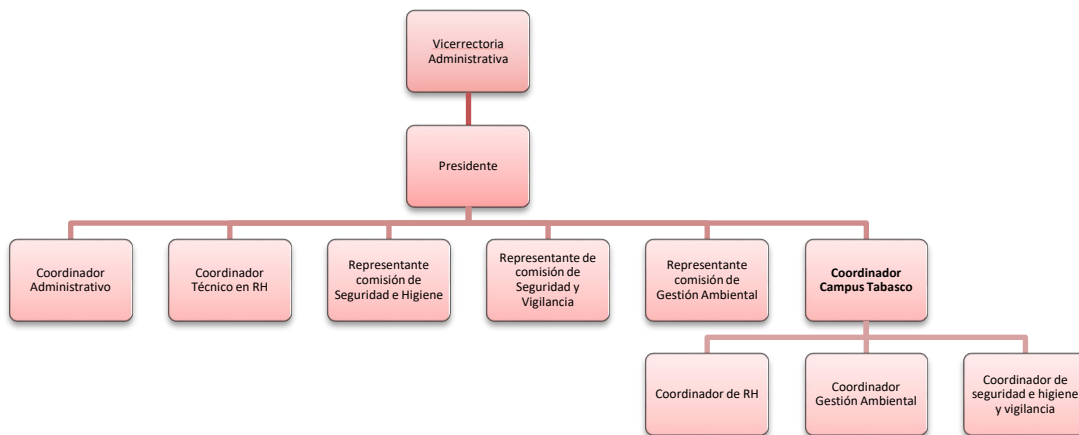 Vicerrectoria
Administrativa
Presidente
Coordinador
Administrativo
Coordinador
Técnico en RH
Representante
comisión de
Seguridad e Higiene
Representante de
comisión de
Seguridad y
Vigilancia
Representante
comisión de
Gestión Ambiental
Coordinador
Campus Tabasco
Coordinador de RH
Coordinador
Gestión Ambiental
Coordinador de
seguridad e higiene
y vigilancia